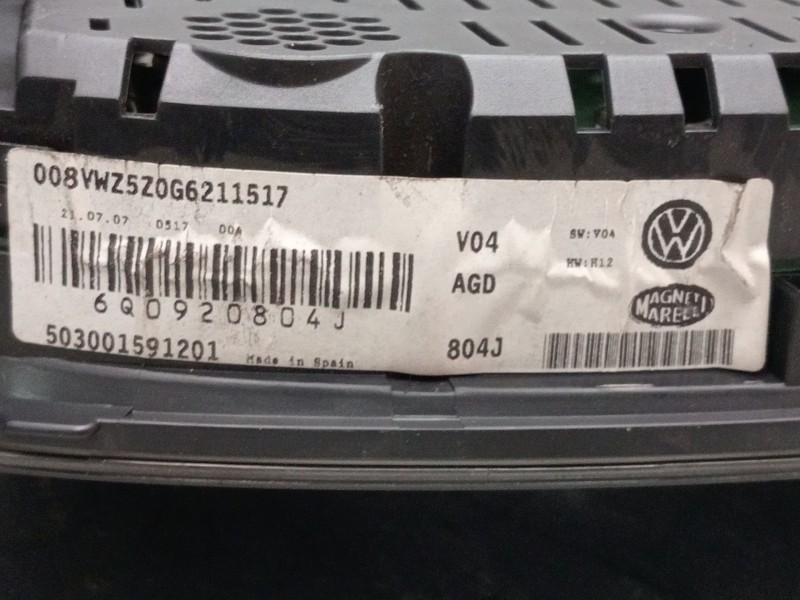 008VWZ5Z0G6211517
21.07.07 0517 00A
6Q0920804J
503001591201 Made in Spain
V04
AGD
804J
SW:V04
HW:H12
VW
MAGNETI
MARELLI